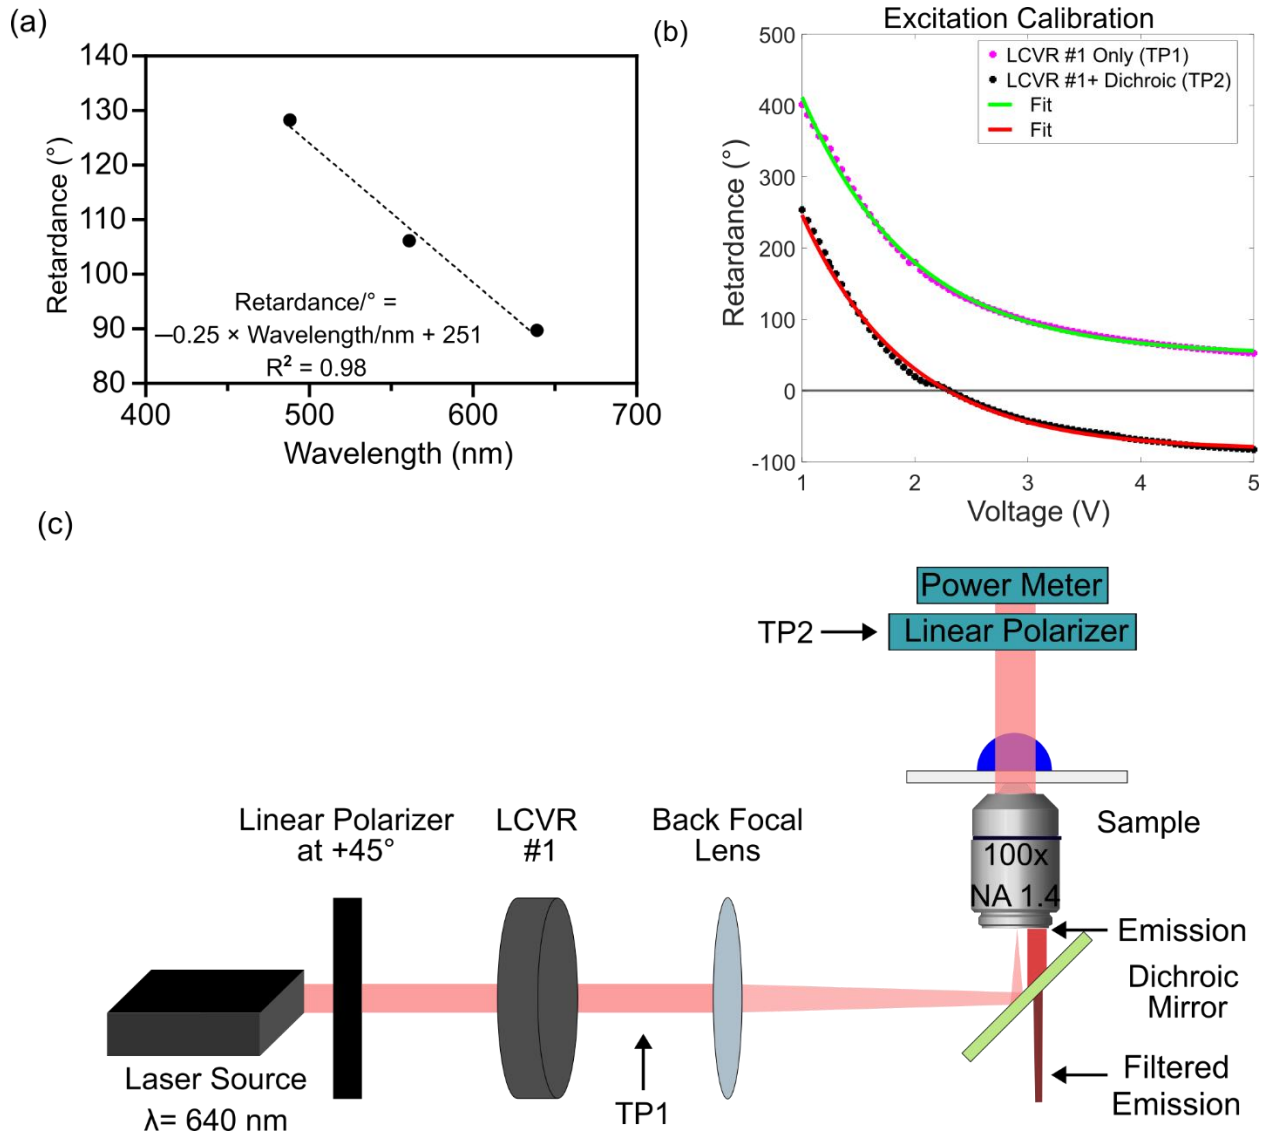 (a)
140
130
120
110
100
90
80
Retardance (°)
Retardance/° =
—0.25 × Wavelength/nm + 251
R² = 0.98
400
500
600
700
Wavelength (nm)
(b)
Excitation Calibration
500
400
300
200
100
0
-100
Retardance (°)
LCVR #1 Only (TP1)
LCVR #1+ Dichroic (TP2)
Fit
Fit
1
2
3
4
5
Voltage (V)
(c)
Power Meter
TP2
Linear Polarizer
Linear Polarizer
at +45°
LCVR
#1
Back Focal
Lens
Sample
100x
NA 1.4
Emission
Dichroic
Mirror
Filtered
Emission
Laser Source
λ= 640 nm
TP1